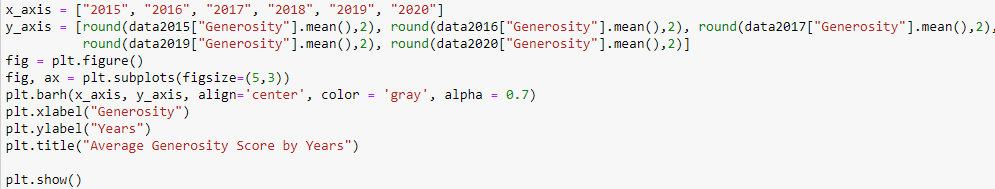 x_axis = ["2015", "2016", "2017", "2018", "2019", "2020"]
y_axis = [round(data2015["Generosity"].mean(),2), round(data2016["Generosity"].mean(),2), round(data2017["Generosity"].mean(),2),
round(data2019["Generosity"].mean(),2), round(data2020["Generosity"].mean(),2)]
fig = plt.figure()
fig, ax = plt.subplots(figsize=(5,3))
plt.barh(x_axis, y_axis, align='center', color = 'gray', alpha = 0.7)
plt.xlabel("Generosity")
plt.ylabel("Years")
plt.title("Average Generosity Score by Years")
plt.show()